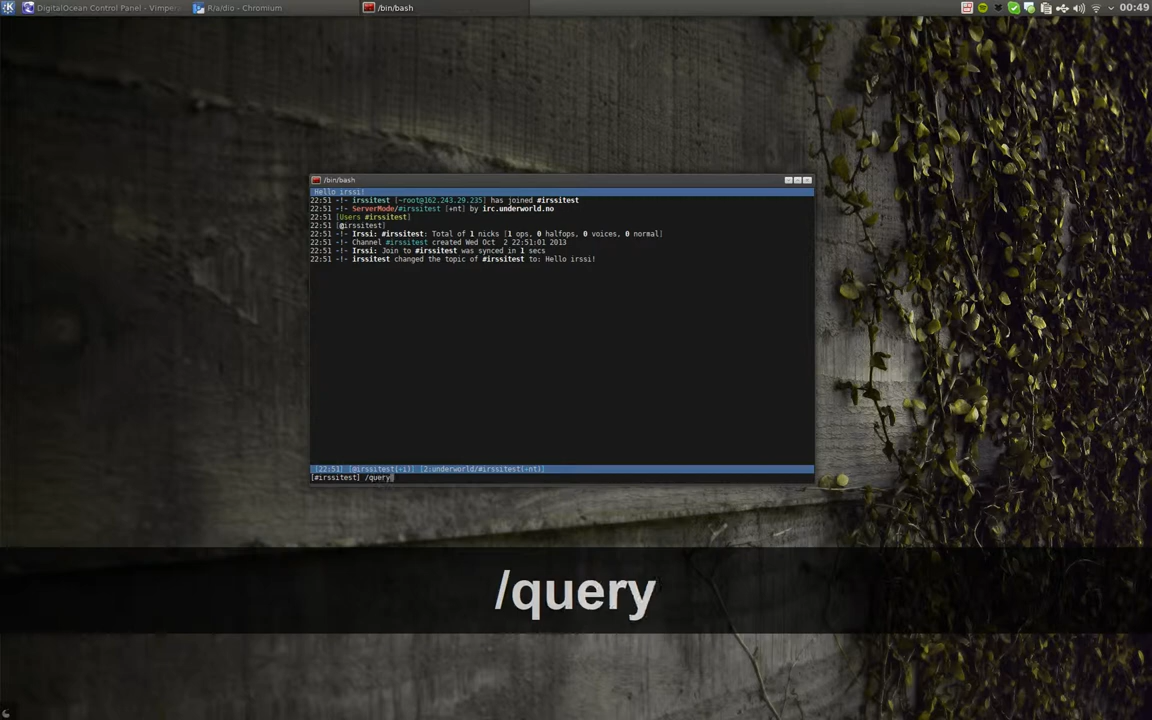 DigitalOcean Control Panel - Vimper
R/a/dio - Chromium
/bin/bash
00:49
/bin/bash
Hello irssi!
22:51 -!- irssitest [~root@162.243.29.235] has joined #irssitest
22:51 -!- ServerMode/#irssitest [+nt] by irc.underworld.no
22:51 [Users #irssitest]
22:51 [@irssitest]
22:51 -!- Irssi: #irssitest: Total of 1 nicks [1 ops, 0 halfops, 0 voices, 0 normal]
22:51 -!- Channel #irssitest created Wed Oct  2 22:51:01 2013
22:51 -!- Irssi: Join to #irssitest was synced in 1 secs
22:51 -!- irssitest changed the topic of #irssitest to: Hello irssi!
[22:51] [@irssitest(+i)] [2:underworld/#irssitest(+nt)]
[#irssitest] /query
/query